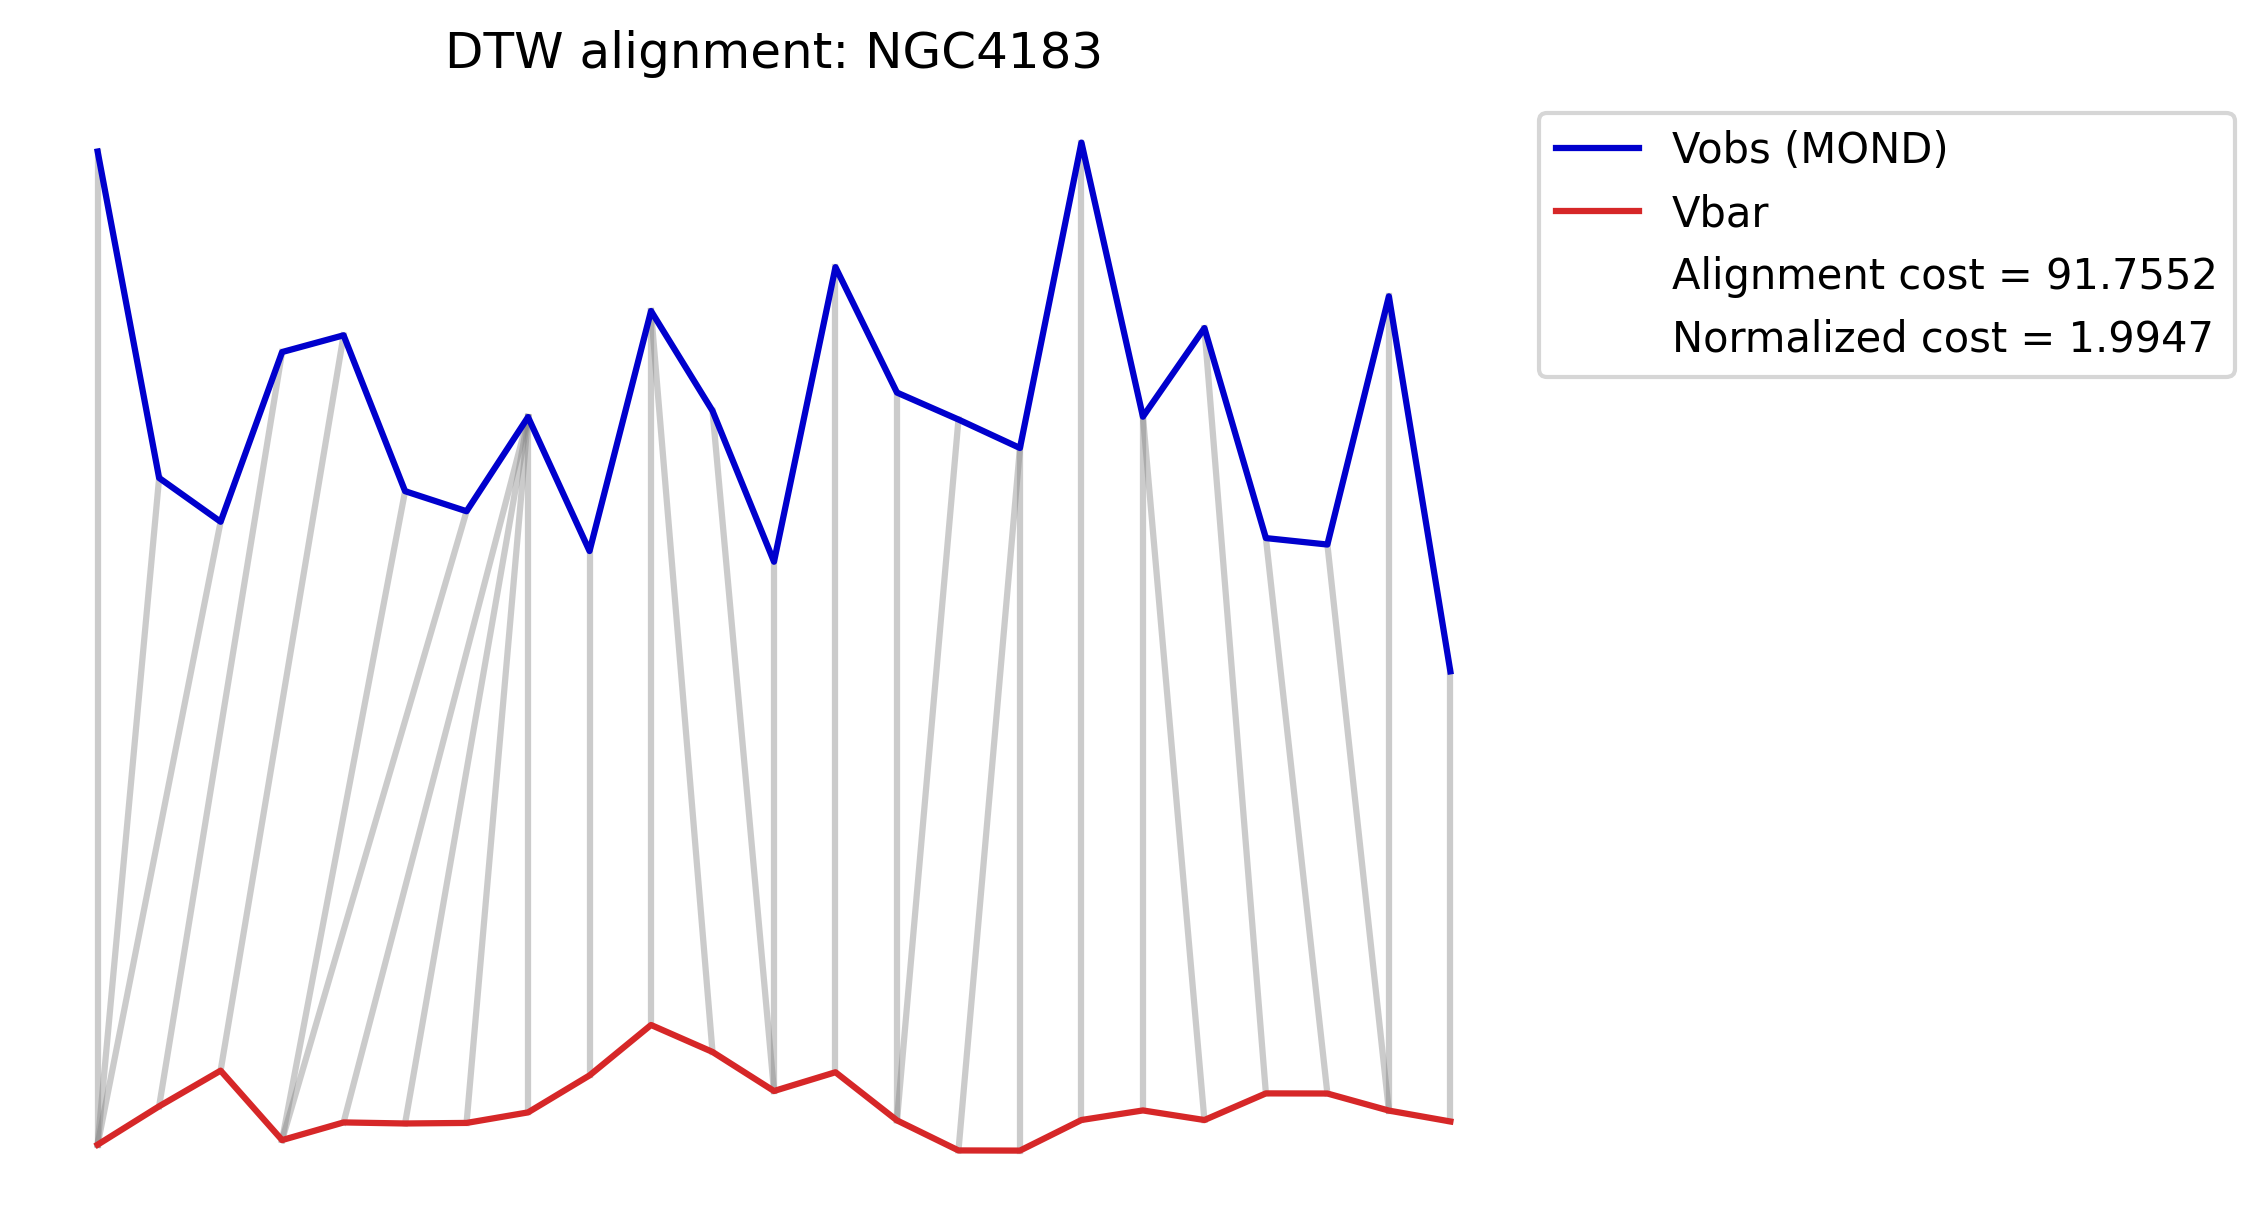 DTW alignment: NGC4183
Vobs (MOND)
Vbar
Alignment cost = 91.7552
Normalized cost = 1.9947